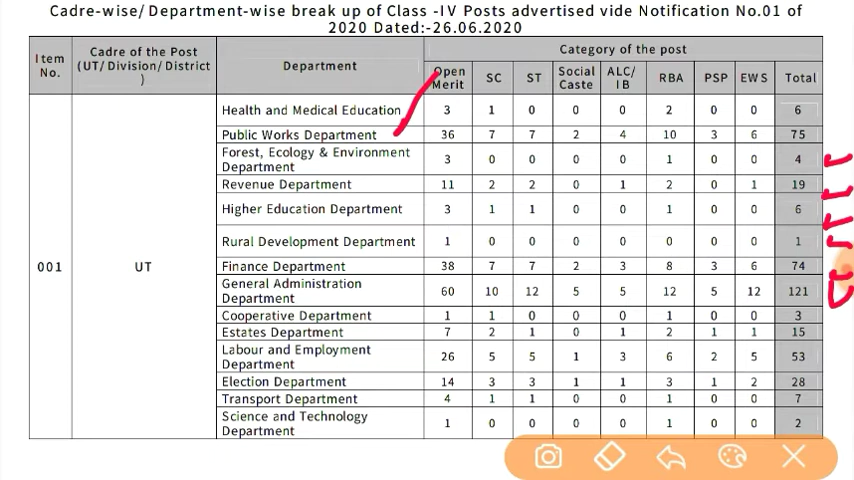 Cadre-wise/ Department-wise break up of Class -IV Posts advertised vide Notification No.01 of
2020 Dated:-26.06.2020
Item No. Cadre of the Post (UT/Division/District ) Department Category of the post
Open Merit SC ST Social Caste ALC/ IB RBA PSP EWS Total
001 UT
Health and Medical Education 3 1 0 0 0 2 0 0 6
Public Works Department 36 7 7 2 4 10 3 6 75
Forest, Ecology & Environment Department 3 0 0 0 0 1 0 0 4
Revenue Department 11 2 2 0 1 2 0 1 19
Higher Education Department 3 1 1 0 0 1 0 0 6
Rural Development Department 1 0 0 0 0 0 0 0 1
Finance Department 38 7 7 2 3 8 3 6 74
General Administration Department 60 10 12 5 5 12 5 12 121
Cooperative Department 1 1 0 0 0 1 0 0 3
Estates Department 7 2 1 0 1 2 1 1 15
Labour and Employment Department 26 5 5 1 3 6 2 5 53
Election Department 14 3 3 1 1 3 1 2 28
Transport Department 4 1 1 0 0 1 0 0 7
Science and Technology Department 1 0 0 0 0 1 0 0 2